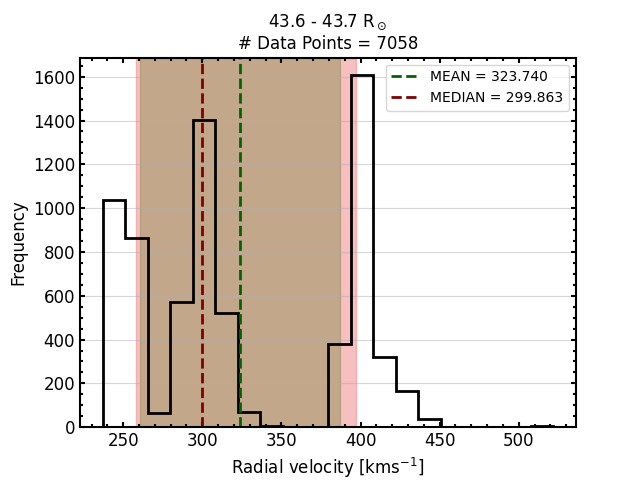 43.6 - 43.7 R⊙
# Data Points = 7058
MEAN = 323.740
MEDIAN = 299.863
Frequency
1600
1400
1200
1000
800
600
400
200
0
250 300 350 400 450 500
Radial velocity [kms⁻¹]